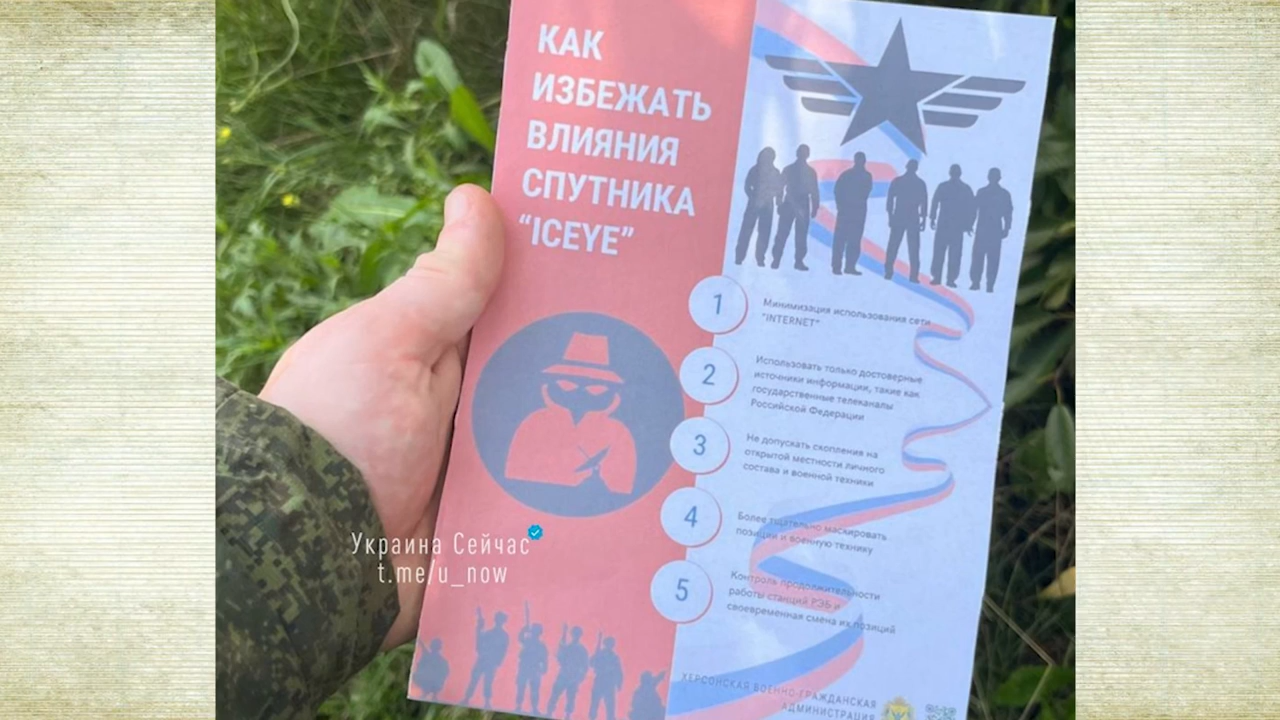 КАК
ИЗБЕЖАТЬ
ВЛИЯНИЯ
СПУТНИКА
“ICEYE”
1
Минимизация использования сети
"INTERNET"
2
Использовать только достоверные
источники информации, такие как
государственные телеканалы
Российской Федерации
3
Не допускать скопления на
открытой местности личного
состава и военной техники
4
Более тщательно маскировать
позиции и военную технику
5
Контроль продолжительности
работы станций РЭБ и
своевременная смена их позиций
ХЕРСОНСКАЯ ВОЕННО-ГРАЖДАНСКАЯ
АДМИНИСТРАЦИЯ
Украина Сейчас
t.me/u_now